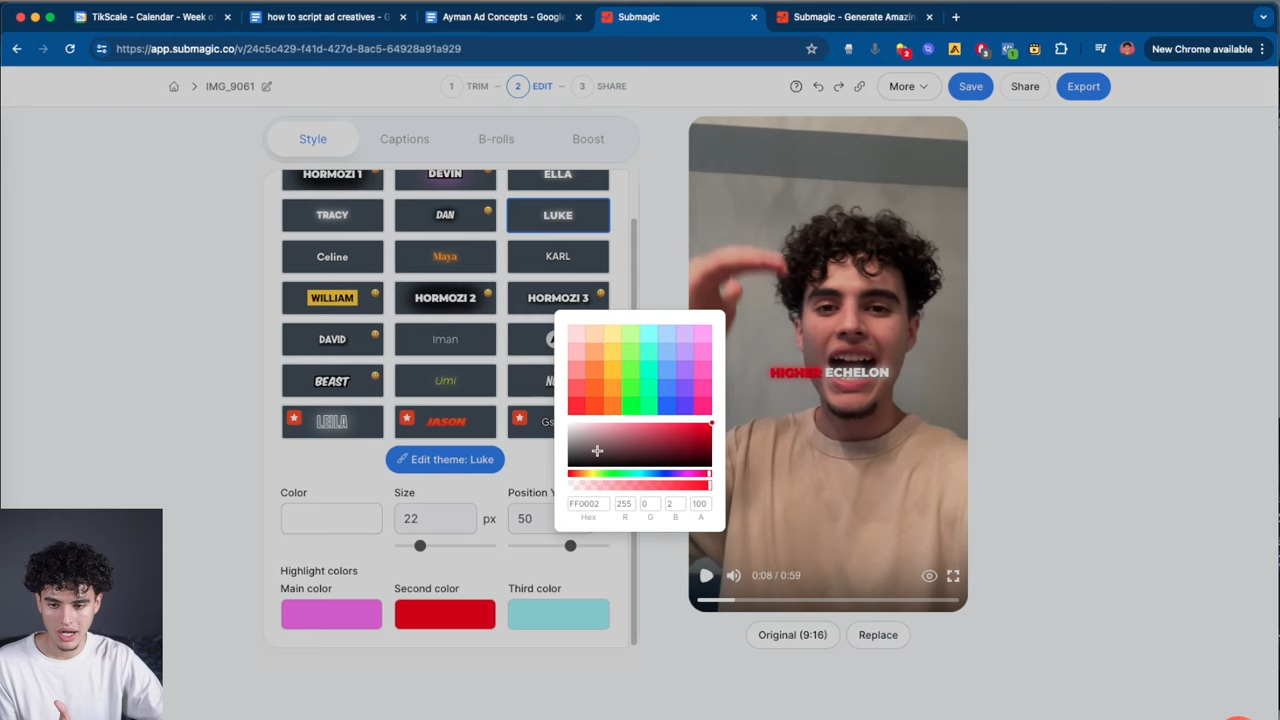 TikScale - Calendar - Week o
how to script ad creatives - G
Ayman Ad Concepts - Google
Submagic
Submagic - Generate Amazin
https://app.submagic.co/v/24c5c429-f41d-427d-8ac5-64928a91a929
2
3
1
New Chrome available
IMG_9061
1 TRIM
2 EDIT
3 SHARE
More
Save
Share
Export
Style
Captions
B-rolls
Boost
HORMOZI 1
DEVIN
ELLA
TRACY
DAN
LUKE
Celine
Maya
KARL
WILLIAM
HORMOZI 2
HORMOZI 3
DAVID
Iman
BEAST
Umi
LEILA
JASON
Edit theme: Luke
Color
Size
Position Y
22
px
50
Highlight colors
Main color
Second color
Third color
FF0002
255
0
2
100
Hex
R
G
B
A
HIGHER ECHELON
0:08 / 0:59
Original (9:16)
Replace